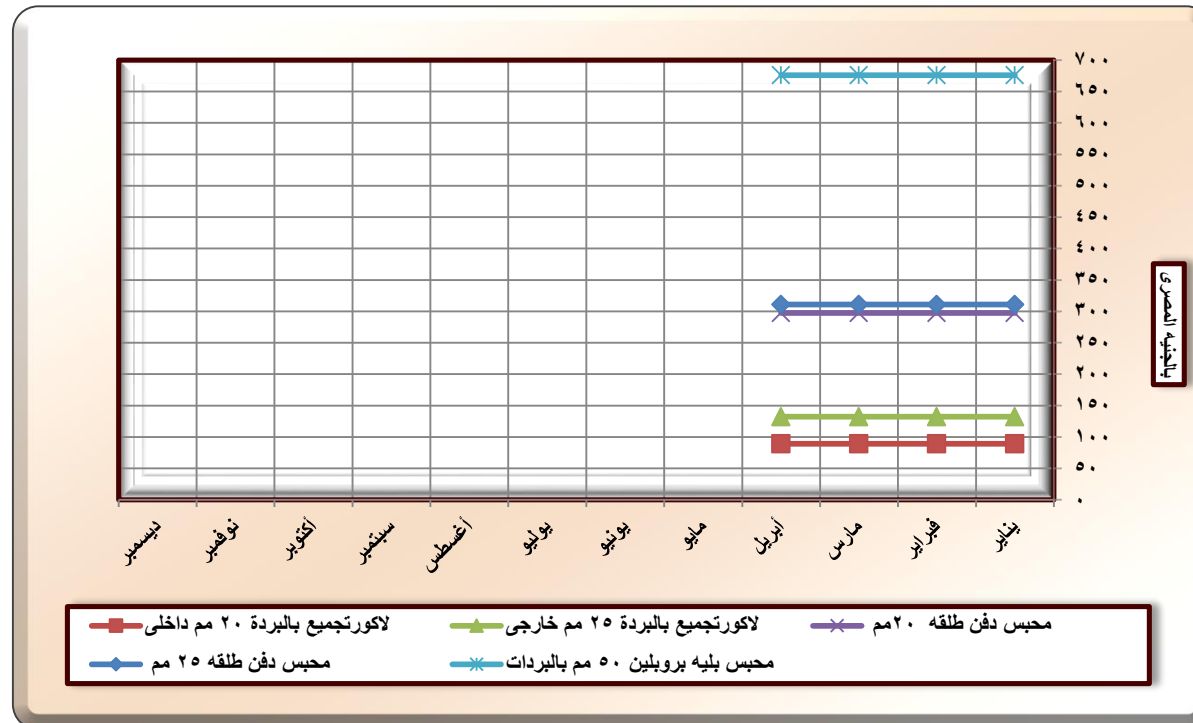 ٧٠٠
٦٥٠
٦٠٠
٥٥٠
٥٠٠
٤٥٠
٤٠٠
٣٥٠
٣٠٠
٢٥٠
٢٠٠
١٥٠
١٠٠
٥٠
٠
بالجنيه المصرى
يناير
فبراير
مارس
أبريل
مايو
يونيو
يوليو
أغسطس
سبتمبر
أكتوبر
نوفمبر
ديسمبر
محبس دفن طلقه ٢٠مم
لاكورتجميع بالبردة ٢٥ مم خارجى
لاكورتجميع بالبردة ٢٠ مم داخلى
محبس بليه بروبلين ٥٠ مم بالبردات
محبس دفن طلقه ٢٥ مم